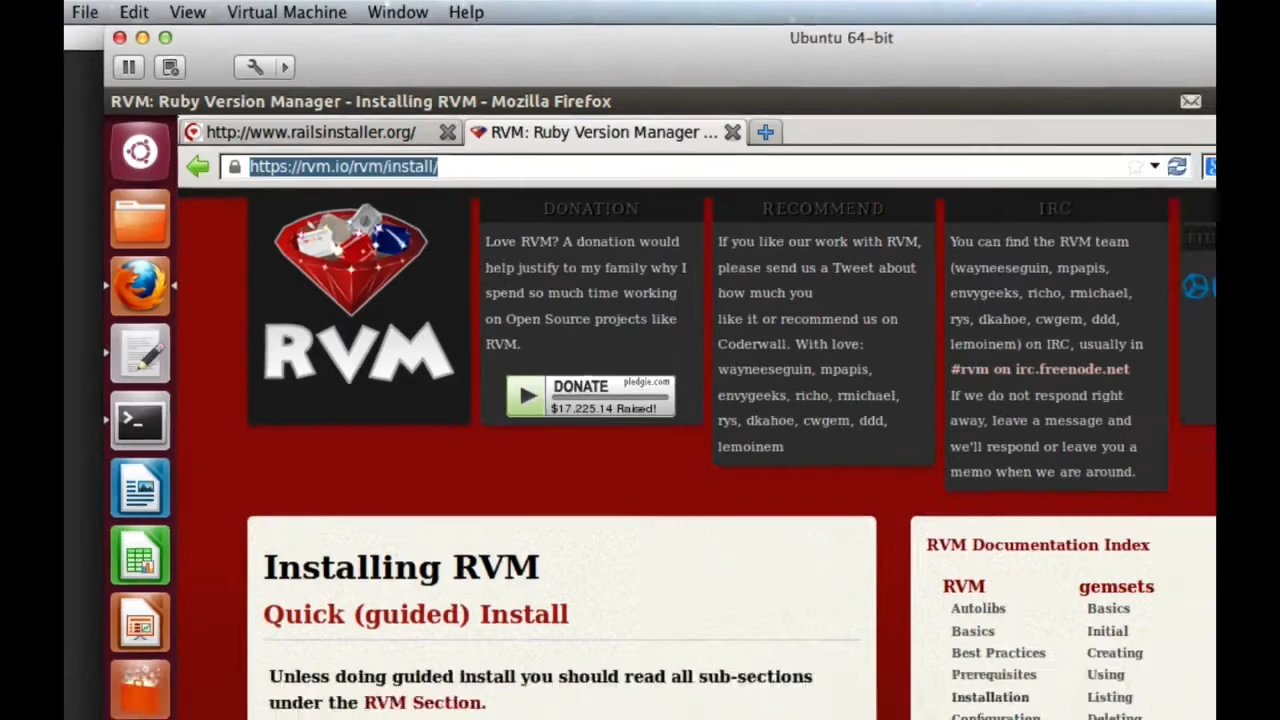 File Edit View Virtual Machine Window Help
Ubuntu 64-bit
RVM: Ruby Version Manager - Installing RVM - Mozilla Firefox
http://www.railsinstaller.org/ RVM: Ruby Version Manager ...
https://rvm.io/rvm/install/
RVM
DONATION
Love RVM? A donation would
help justify to my family why I
spend so much time working
on Open Source projects like
RVM.
DONATE pledgie.com
$17,225.14 Raised!
RECOMMEND
If you like our work with RVM,
please send us a Tweet about
how much you
like it or recommend us on
Coderwall. With love:
wayneeseguin, mpapis,
envygeeks, richo, rmichael,
rys, dkahoe, cwgem, ddd,
lemoinem
IRC
You can find the RVM team
(wayneeseguin, mpapis,
envygeeks, richo, rmichael,
rys, dkahoe, cwgem, ddd,
lemoinem) on IRC, usually in
#rvm on irc.freenode.net
If we do not respond right
away, leave a message and
we'll respond or leave you a
memo when we are around.
Installing RVM
Quick (guided) Install
Unless doing guided install you should read all sub-sections
under the RVM Section.
RVM Documentation Index
RVM
Autolibs
Basics
Best Practices
Prerequisites
Installation
Configuration
gemsets
Basics
Initial
Creating
Using
Listing
Deleting